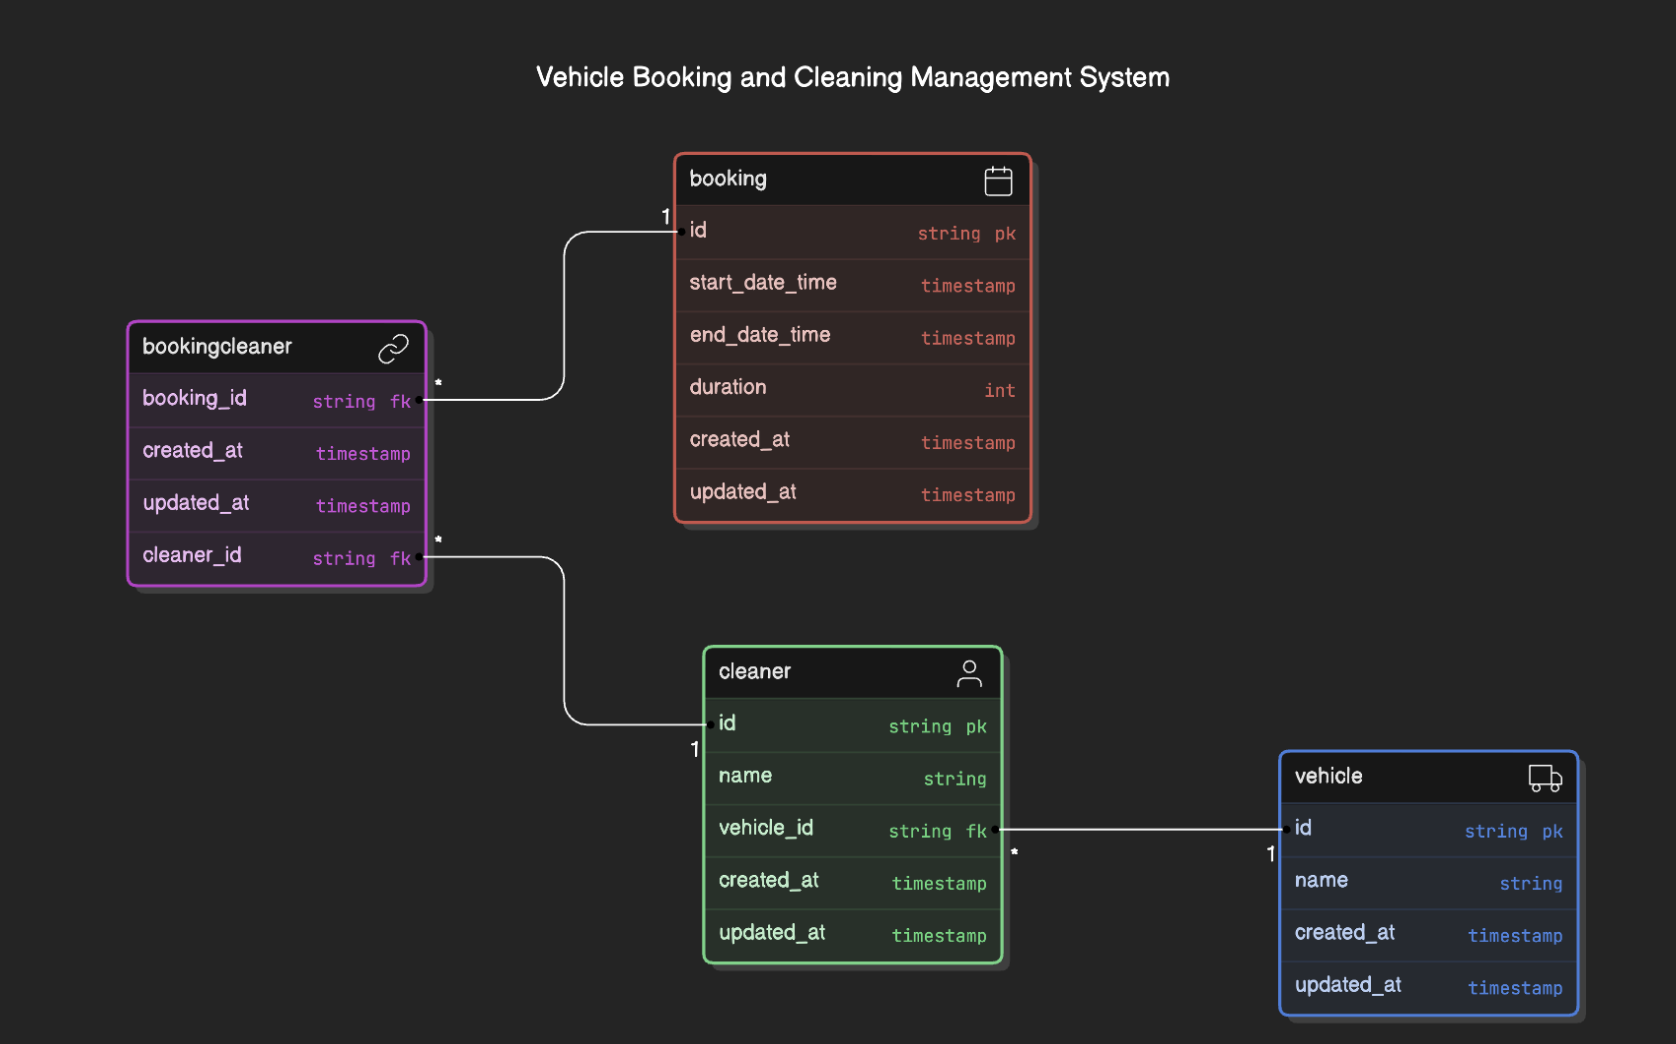 Vehicle Booking and Cleaning Management System
booking
1
id string pk
start_date_time timestamp
end_date_time timestamp
duration int
created_at timestamp
updated_at timestamp
bookingcleaner
*
booking_id string fk
created_at timestamp
updated_at timestamp
*
cleaner_id string fk
cleaner
id string pk
1
name string
vehicle_id string fk
*
created_at timestamp
updated_at timestamp
vehicle
id string pk
1
name string
created_at timestamp
updated_at timestamp